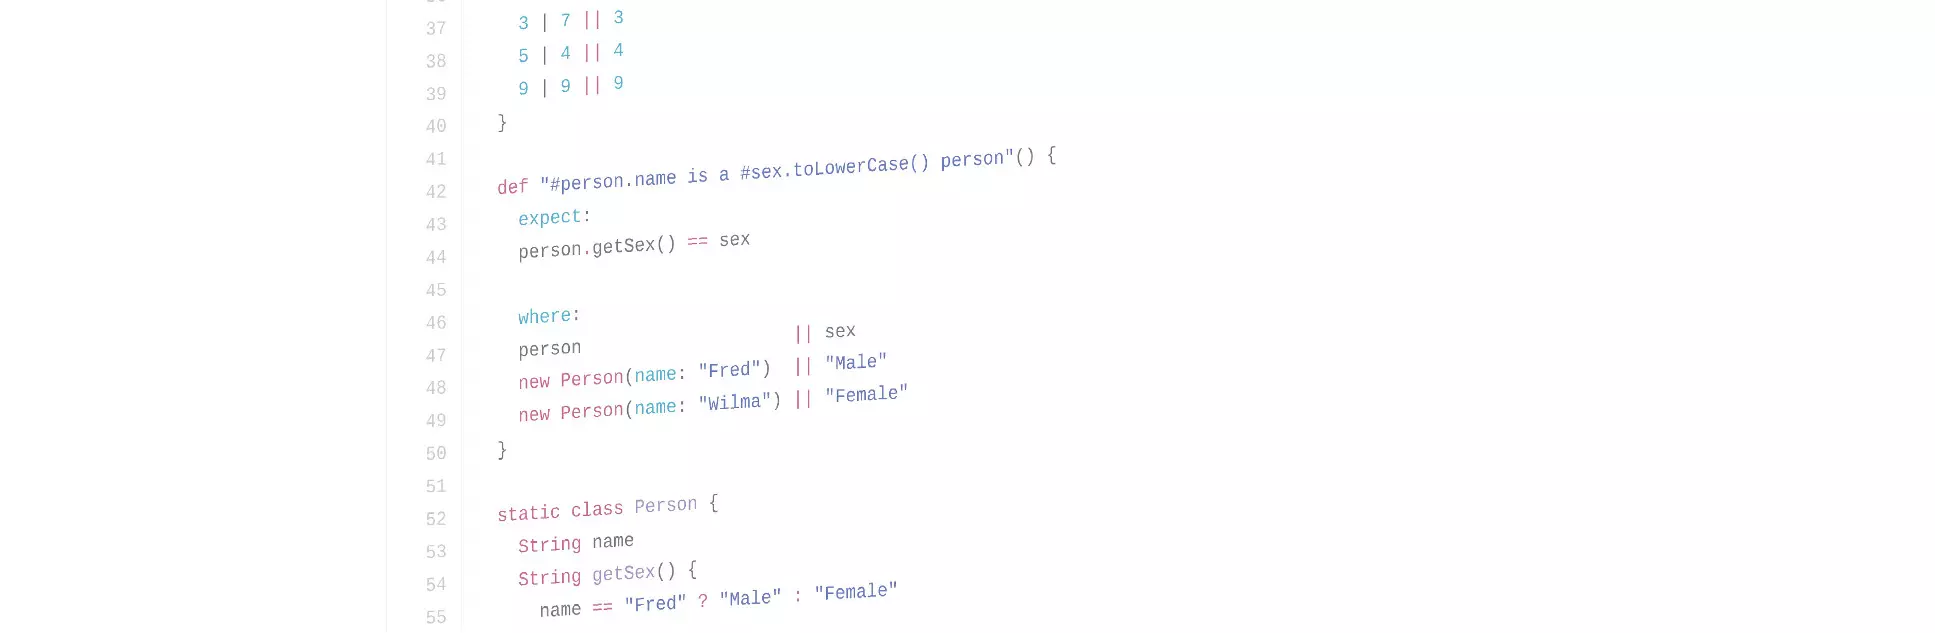 37 3 | 7 || 3
38 5 | 4 || 4
39 9 | 9 || 9
40 }
41
42 def "#person.name is a #sex.toLowerCase() person"() {
43 expect:
44 person.getSex() == sex
45
46 where:
47 person || sex
48 new Person(name: "Fred") || "Male"
49 new Person(name: "Wilma") || "Female"
50 }
51
52 static class Person {
53 String name
54 String getSex() {
55 name == "Fred" ? "Male" : "Female"